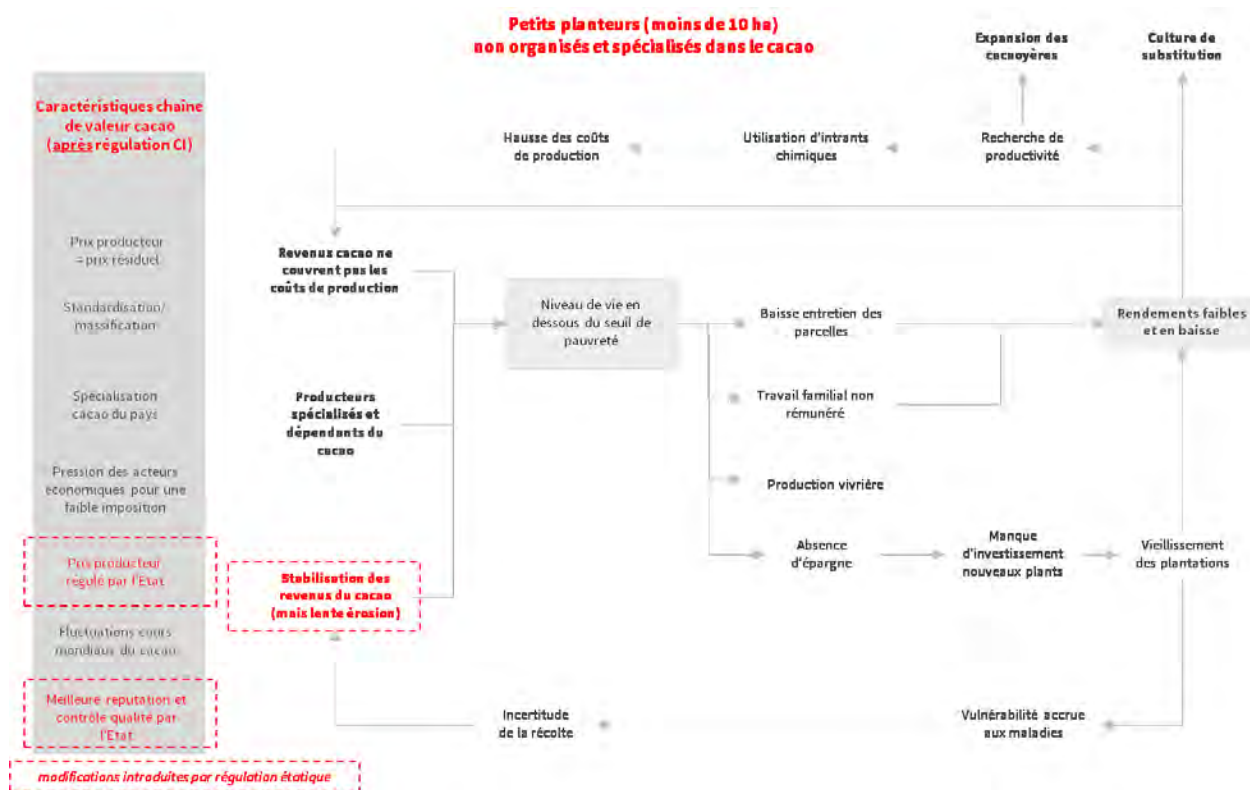 Petits planteurs (moins de 10 ha)
non organisés et spécialisés dans le cacao
Expansion des
cacaoyères
Culture de
substitution
Caractéristiques chaîne
de valeur cacao
(après régulation CI)
Hausse des coûts
de production
Utilisation d'intrants
chimiques
Recherche de
productivité
Prix producteur
= prix résiduel
Standardisation/
massification
Spécialisation
cacao du pays
Pression des acteurs
économiques pour une
faible imposition
Prix producteur
régulé par l'Etat
Fluctuations cours
mondiaux du cacao
Meilleure reputation et
contrôle qualité par
l'Etat
Revenus cacao ne
couvrent pas les
coûts de production
Producteurs
spécialisés et
dépendants du
cacao
Stabilisation des
revenus du cacao
(mais lente érosion)
Niveau de vie en
dessous du seuil de
pauvreté
Baisse entretien des
parcelles
Travail familial non
rémunéré
Production vivrière
Absence
d'épargne
Manque
d'investissement
nouveaux plants
Vieillissement
des plantations
Rendements faibles
et en baisse
Incertitude
de la récolte
Vulnérabilité accrue
aux maladies
modifications introduites par régulation étatique